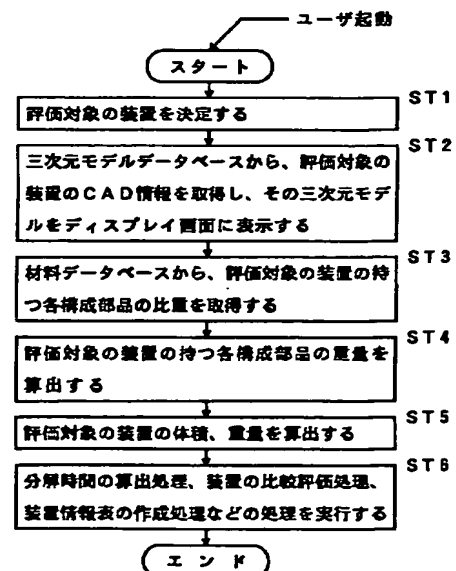 ユーザ起動
スタート
ST1
評価対象の装置を決定する
ST2
三次元モデルデータベースから、評価対象の
装置のCAD情報を取得し、その三次元モデ
ルをディスプレイ画面に表示する
ST3
材料データベースから、評価対象の装置の持
つ各構成部品の比重を取得する
ST4
評価対象の装置の持つ各構成部品の重量を
算出する
ST5
評価対象の装置の体積、重量を算出する
ST6
分解時間の算出処理、装置の比較評価処理、
装置情報表の作成処理などの処理を実行する
エンド